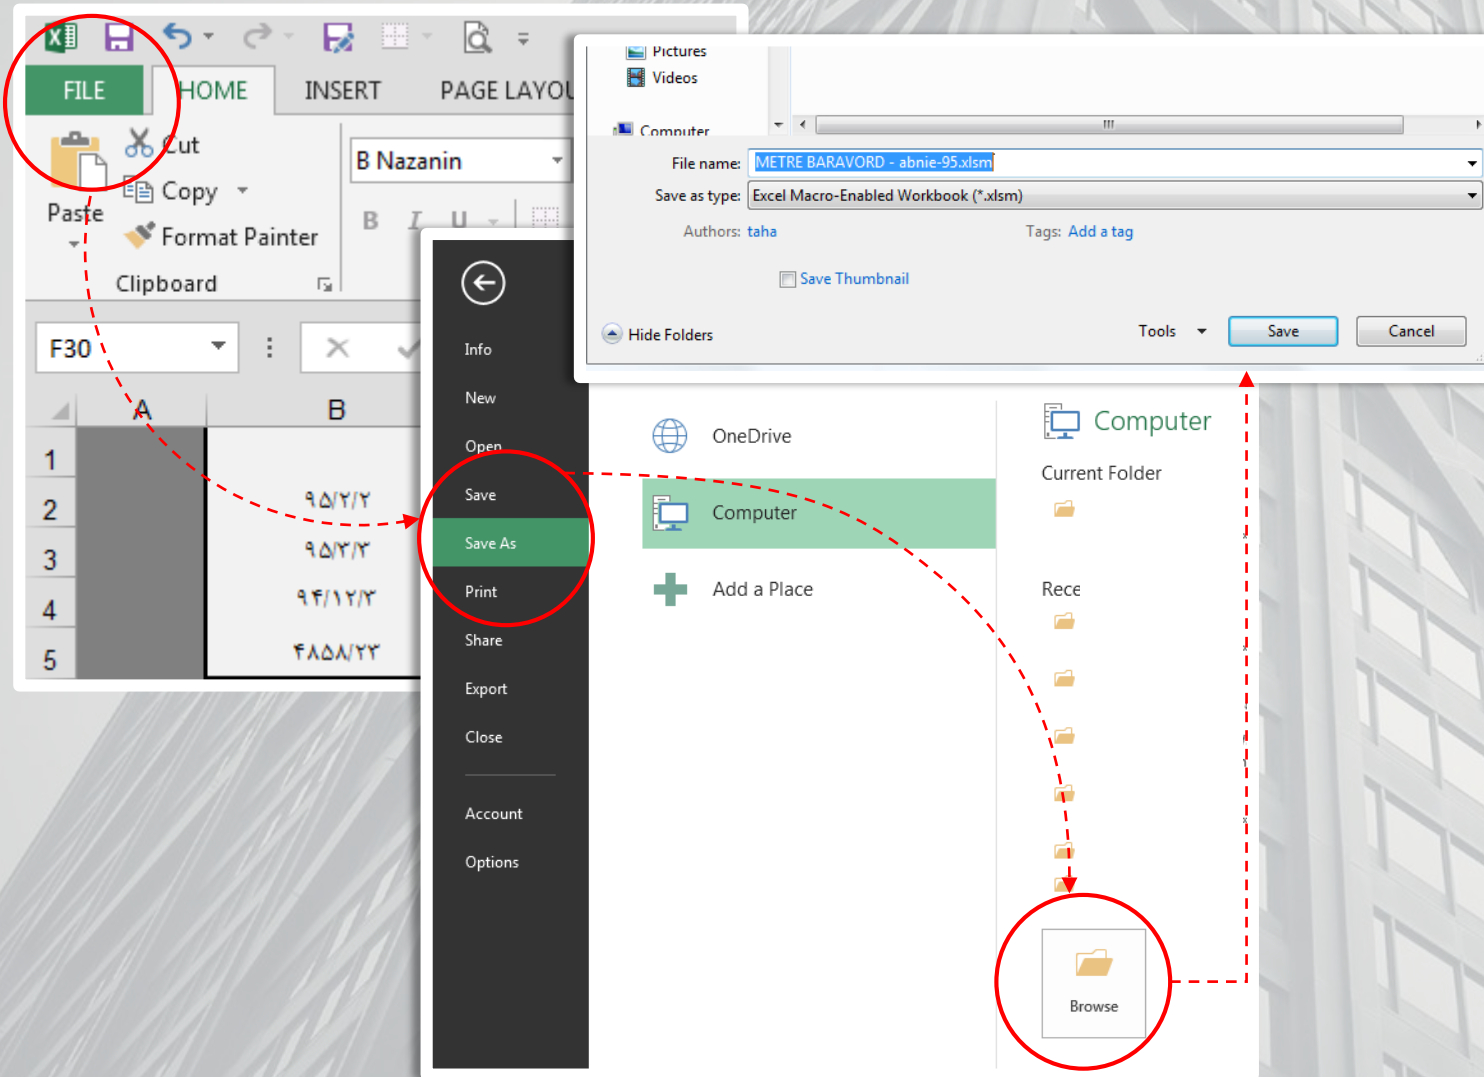 FILE
HOME
INSERT
PAGE LAYOU
Cut
Copy
Paste
Format Painter
Clipboard
B Nazanin
B I U
F30
A B
1
2 ۹۵/۲/۲
3 ۹۵/۳/۳
4 ۹۴/۱۲/۳
5 ۴۸۵۸/۲۳
Info
New
Open
Save
Save As
Print
Share
Export
Close
Account
Options
OneDrive
Computer
Add a Place
Computer
Current Folder
Rece
Browse
Pictures
Videos
Computer
File name: METRE BARAVORD - abnie-95.xlsm
Save as type: Excel Macro-Enabled Workbook (*.xlsm)
Authors: taha
Tags: Add a tag
Save Thumbnail
Hide Folders
Tools
Save
Cancel